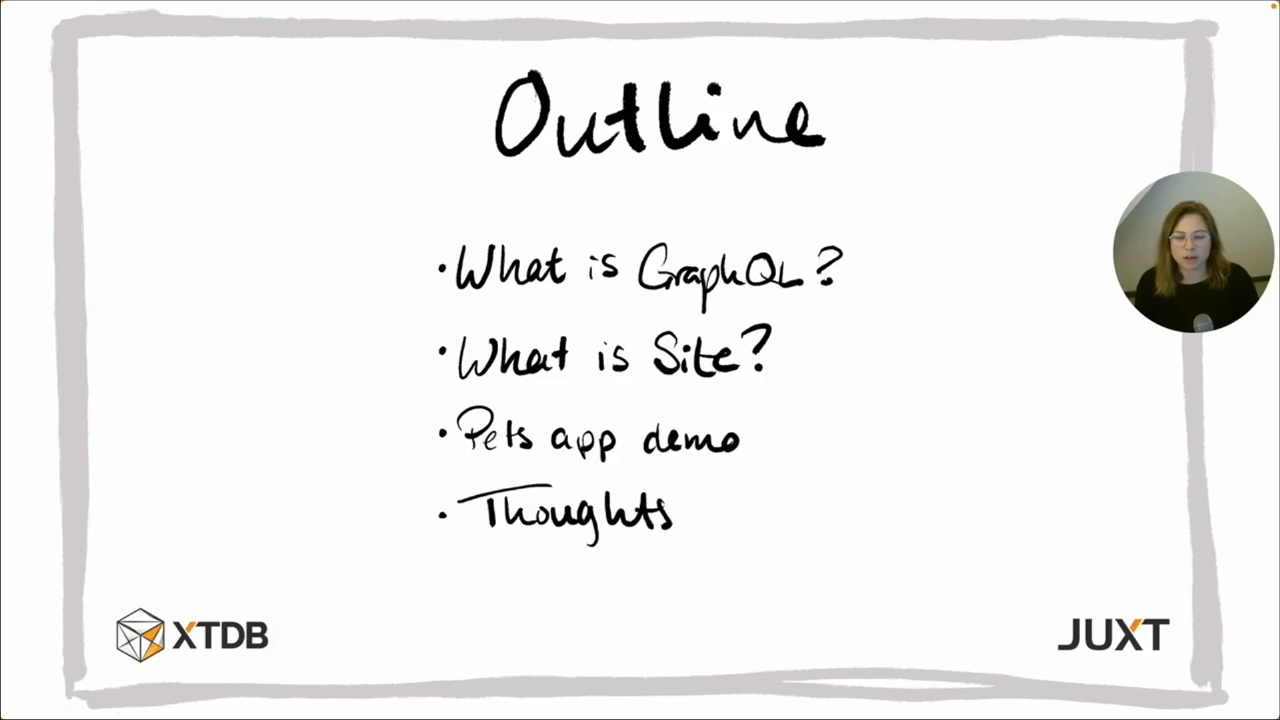 Outline
• What is GraphQL?
• What is Site?
• Pets app demo
• Thoughts
XTDB
JUXT